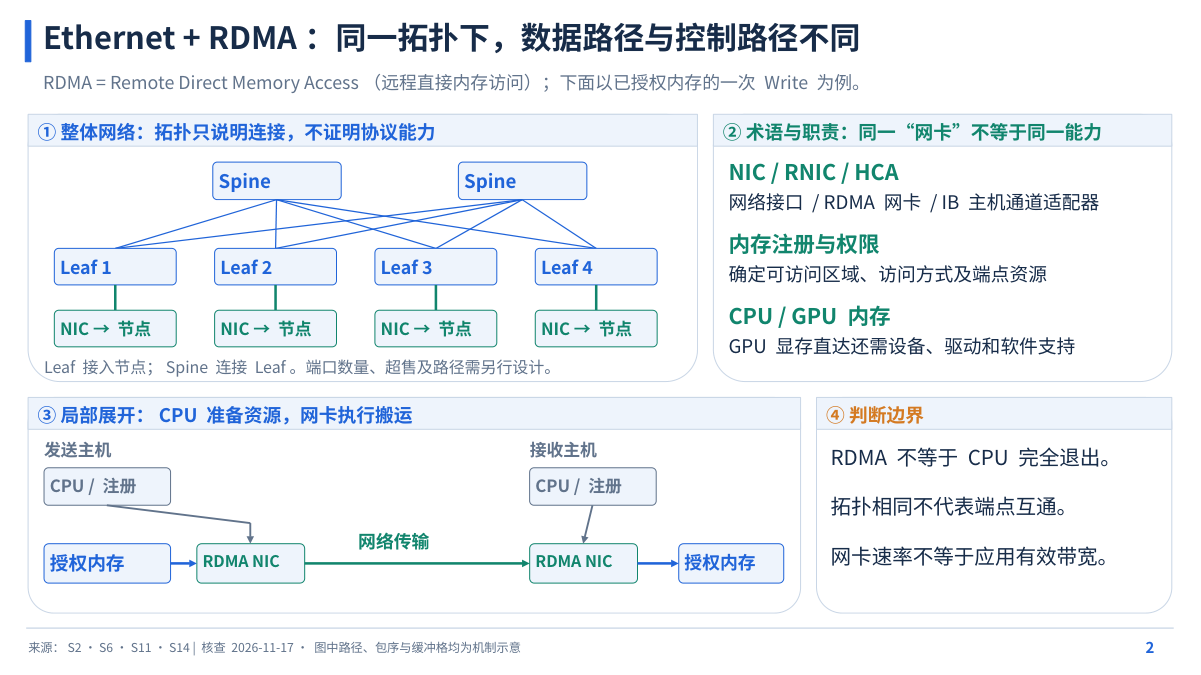 Ethernet + RDMA ：同一拓扑下，数据路径与控制路径不同
RDMA = Remote Direct Memory Access （远程直接内存访问）；下面以已授权内存的一次 Write 为例。
① 整体网络：拓扑只说明连接，不证明协议能力
Spine
Spine
Leaf 1
Leaf 2
Leaf 3
Leaf 4
NIC → 节点
NIC → 节点
NIC → 节点
NIC → 节点
Leaf 接入节点； Spine 连接 Leaf 。端口数量、超售及路径需另行设计。
② 术语与职责：同一“网卡”不等于同一能力
NIC / RNIC / HCA
网络接口 / RDMA 网卡 / IB 主机通道适配器
内存注册与权限
确定可访问区域、访问方式及端点资源
CPU / GPU 内存
GPU 显存直达还需设备、驱动和软件支持
③ 局部展开： CPU 准备资源，网卡执行搬运
发送主机
接收主机
CPU / 注册
CPU / 注册
网络传输
授权内存
RDMA NIC
RDMA NIC
授权内存
④ 判断边界
RDMA 不等于 CPU 完全退出。
拓扑相同不代表端点互通。
网卡速率不等于应用有效带宽。
来源： S2 · S6 · S11 · S14 | 核查 2026-11-17 · 图中路径、包序与缓冲格均为机制示意
2